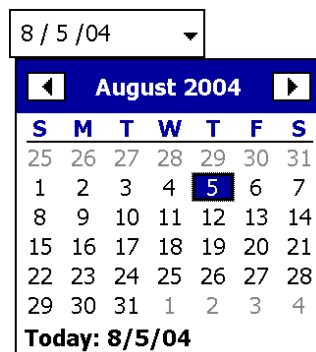 8 / 5 /04
August 2004
S M T W T F S
25 26 27 28 29 30 31
1 2 3 4 5 6 7
8 9 10 11 12 13 14
15 16 17 18 19 20 21
22 23 24 25 26 27 28
29 30 31 1 2 3 4
Today: 8/5/04